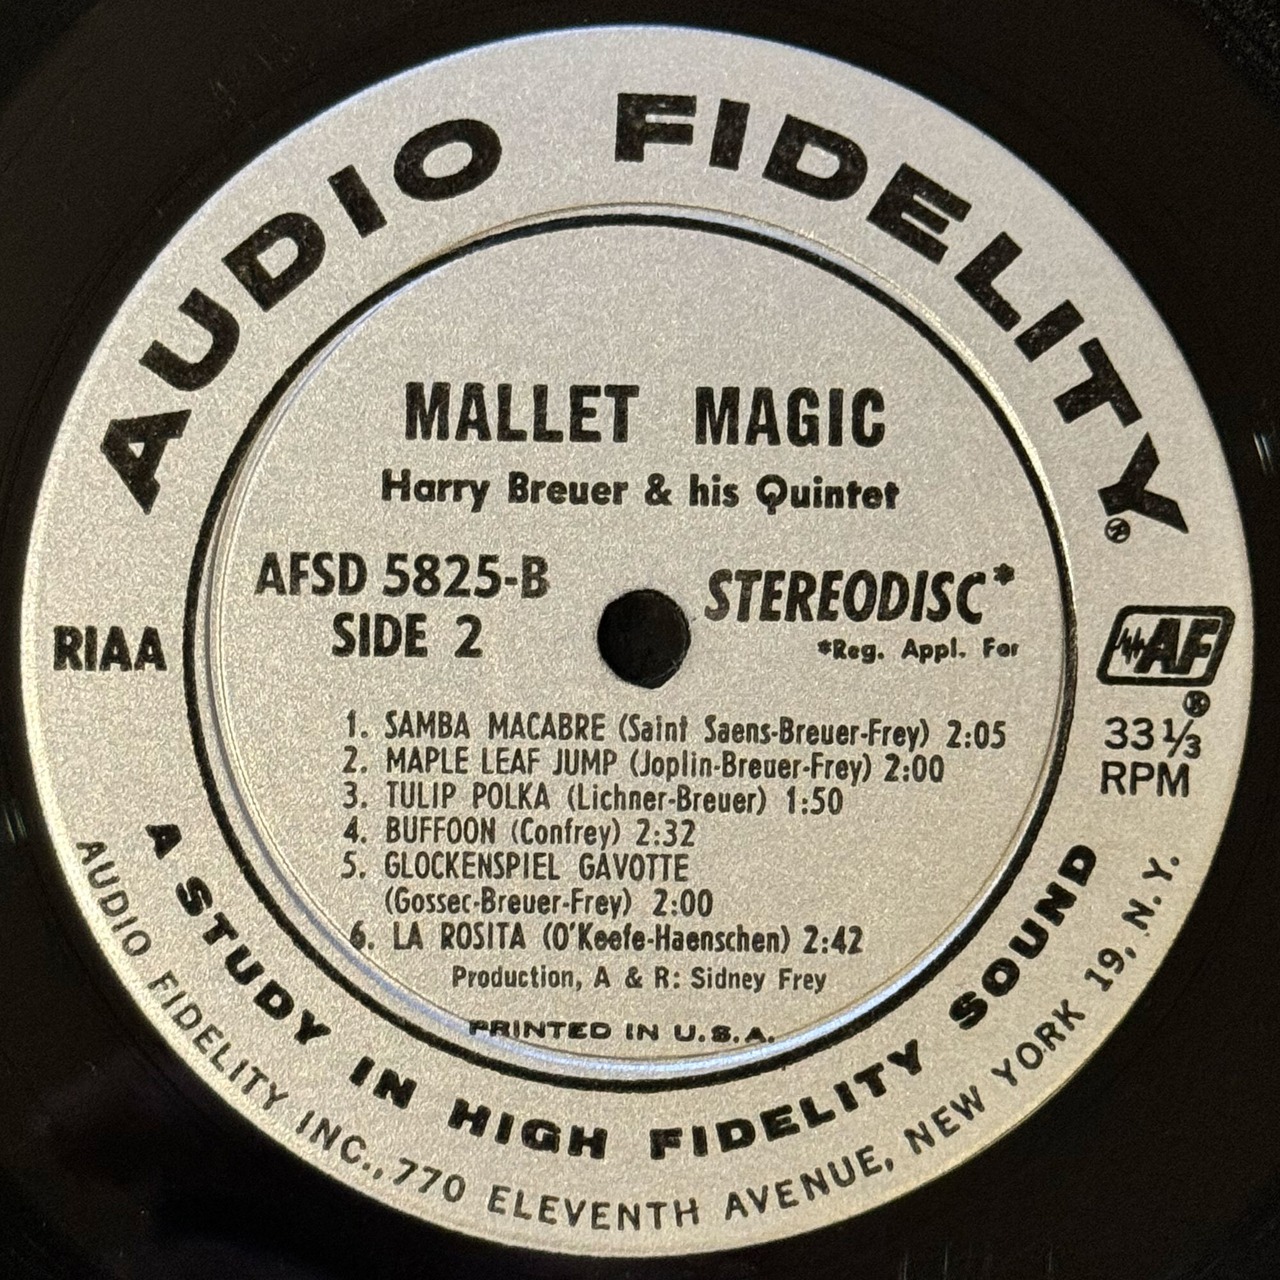 AUDIO FIDELITY®
MALLET MAGIC
Harry Breuer & his Quintet
AFSD 5825-B
SIDE 2
STEREODISC*
*Reg. Appl. For
RIAA
AF®
33⅓
RPM
1. SAMBA MACABRE (Saint Saens-Breuer-Frey) 2:05
2. MAPLE LEAF JUMP (Joplin-Breuer-Frey) 2:00
3. TULIP POLKA (Lichner-Breuer) 1:50
4. BUFFOON (Confrey) 2:32
5. GLOCKENSPIEL GAVOTTE
(Gossec-Breuer-Frey) 2:00
6. LA ROSITA (O'Keefe-Haenschen) 2:42
Production, A & R: Sidney Frey
PRINTED IN U.S.A.
A STUDY IN HIGH FIDELITY SOUND
AUDIO FIDELITY INC., 770 ELEVENTH AVENUE, NEW YORK 19, N.Y.